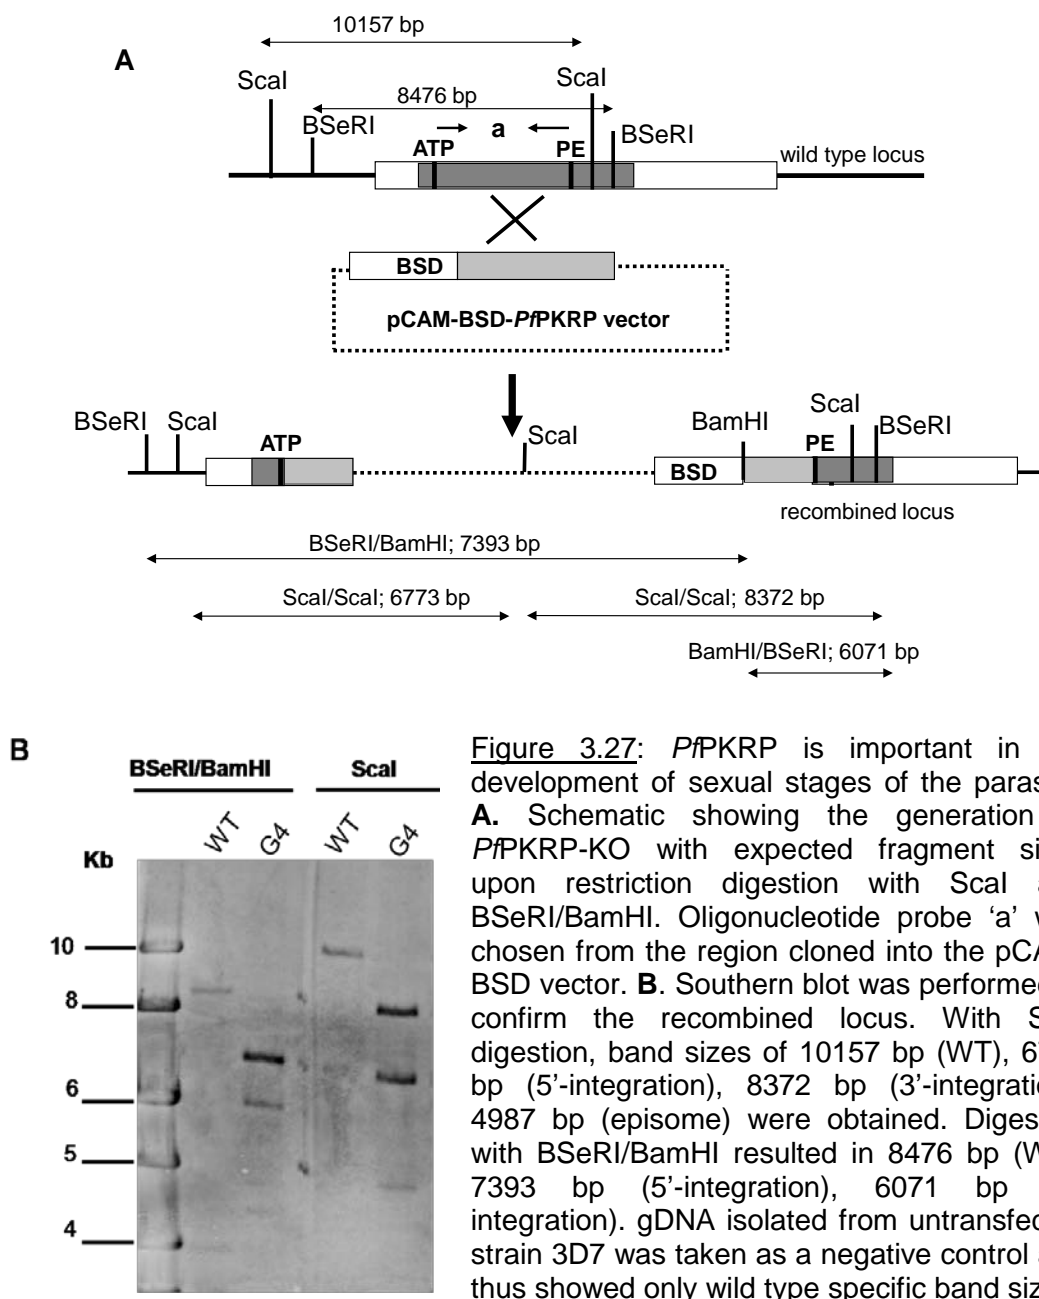 10157 bp
A
ScaI
ScaI
8476 bp
BSeRI
a
BSeRI
ATP
PE
wild type locus
BSD
pCAM-BSD-PfPKRP vector
BSeRI
ScaI
ATP
ScaI
BamHI
ScaI
BSeRI
PE
BSD
recombined locus
BSeRI/BamHI; 7393 bp
ScaI/ScaI; 6773 bp
ScaI/ScaI; 8372 bp
BamHI/BSeRI; 6071 bp
B
BSeRI/BamHI
ScaI
WT
G4
WT
G4
Kb
10
8
6
5
4
Figure 3.27: PfPKRP is important in
development of sexual stages of the paras
A. Schematic showing the generation
PfPKRP-KO with expected fragment si
upon restriction digestion with ScaI a
BSeRI/BamHI. Oligonucleotide probe ‘a’ w
chosen from the region cloned into the pCA
BSD vector. B. Southern blot was performed
confirm the recombined locus. With S
digestion, band sizes of 10157 bp (WT), 67
bp (5’-integration), 8372 bp (3’-integratio
4987 bp (episome) were obtained. Diges
with BSeRI/BamHI resulted in 8476 bp (W
7393 bp (5’-integration), 6071 bp
integration). gDNA isolated from untransfec
strain 3D7 was taken as a negative control a
thus showed only wild type specific band siz